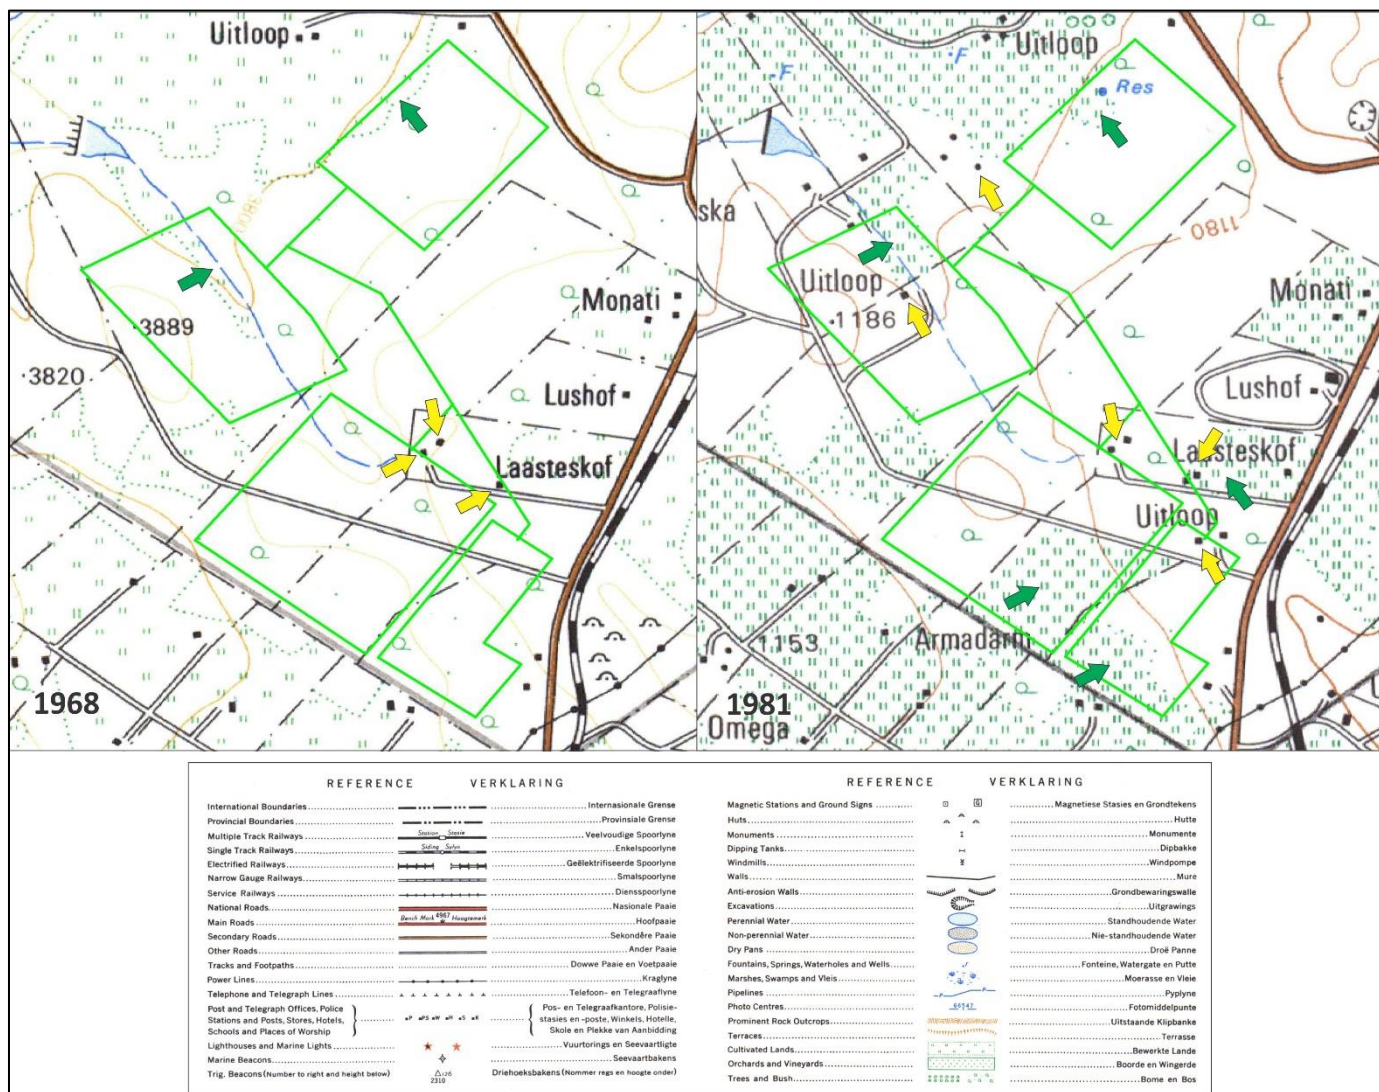 Uitloop
3800
Monati
3889
3820
Lushof
Laasteskof
1968
F
F
Uitloop
Res
ska
1180
Uitloop
Monati
1186
Lushof
Laasteskof
Uitloop
1153
Armadarm
1981
Omega
REFERENCE VERKLARING
International Boundaries Internasionale Grense
Provincial Boundaries Provinsiale Grense
Multiple Track Railways Station Stasie Veelvoudige Spoorlyne
Single Track Railways Siding Sylyn Enkelspoorlyne
Electrified Railways Geëlektrifiseerde Spoorlyne
Narrow Gauge Railways Smalspoorlyne
Service Railways Diensspoorlyne
National Roads Nasionale Paaie
Main Roads Bench Mark 4967 Hoogtemerk Hoofpaaie
Secondary Roads Sekondêre Paaie
Other Roads Ander Paaie
Tracks and Footpaths Dowwe Paaie en Voetpaaie
Power Lines Kraglyne
Telephone and Telegraph Lines Telefoon- en Telegraaflyne
Post and Telegraph Offices, Police Stations and Posts, Stores, Hotels, Schools and Places of Worship P PS W H S K Pos- en Telegraafkantore, Polisie-stasies en -poste, Winkels, Hotelle, Skole en Plekke van Aanbidding
Lighthouses and Marine Lights Vuurtorings en Seevaartligte
Marine Beacons Seevaartbakens
Trig. Beacons (Number to right and height below) 126 2310 Driehoeksbakens (Nommer regs en hoogte onder)
REFERENCE VERKLARING
Magnetic Stations and Ground Signs G Magnetiese Stasies en Grondtekens
Huts Hutte
Monuments Monumente
Dipping Tanks Dipbakke
Windmills Windpompe
Walls Mure
Anti-erosion Walls Grondbewaringswalle
Excavations Uitgrawings
Perennial Water Standhoudende Water
Non-perennial Water Nie-standhoudende Water
Dry Pans Droë Panne
Fountains, Springs, Waterholes and Wells Fonteine, Watergate en Putte
Marshes, Swamps and Vleis Moerasse en Vleie
Pipelines P P Pyplyne
Photo Centres 66547 Fotomiddelpunte
Prominent Rock Outcrops Uitstaande Klipbanke
Terraces Terrasse
Cultivated Lands Bewerkte Lande
Orchards and Vineyards Boorde en Wingerde
Trees and Bush Bome en Bos